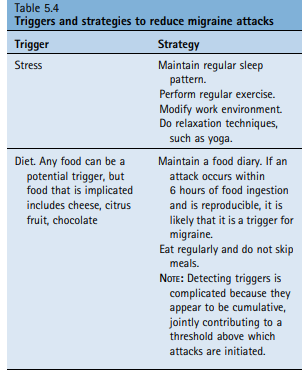 Table 5.4
Triggers and strategies to reduce migraine attacks
Trigger Strategy
Stress Maintain regular sleep
pattern.
Perform regular exercise.
Modify work environment.
Do relaxation techniques,
such as yoga.
Diet. Any food can be a Maintain a food diary. If an
potential trigger, but attack occurs within
food that is implicated 6 hours of food ingestion
includes cheese, citrus and is reproducible, it is
fruit, chocolate likely that it is a trigger for
migraine.
Eat regularly and do not skip
meals.
NOTE: Detecting triggers is
complicated because they
appear to be cumulative,
jointly contributing to a
threshold above which
attacks are initiated.